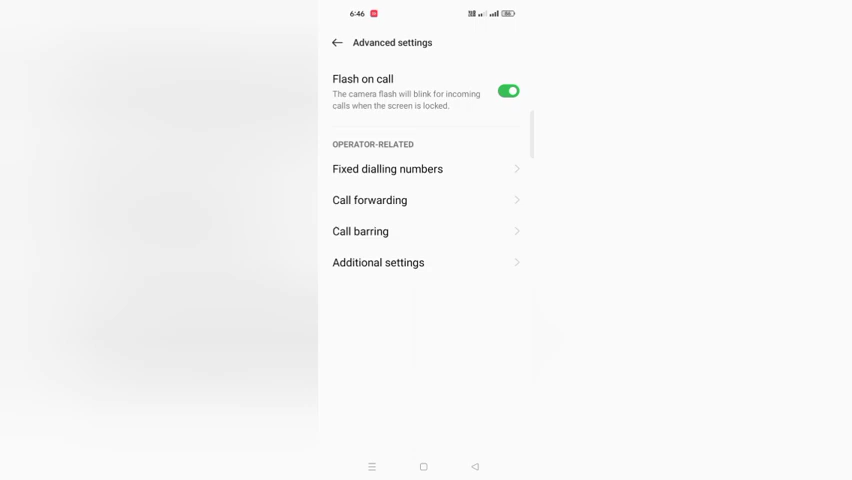 6:46
Advanced settings
Flash on call
The camera flash will blink for incoming
calls when the screen is locked.
OPERATOR-RELATED
Fixed dialling numbers
Call forwarding
Call barring
Additional settings